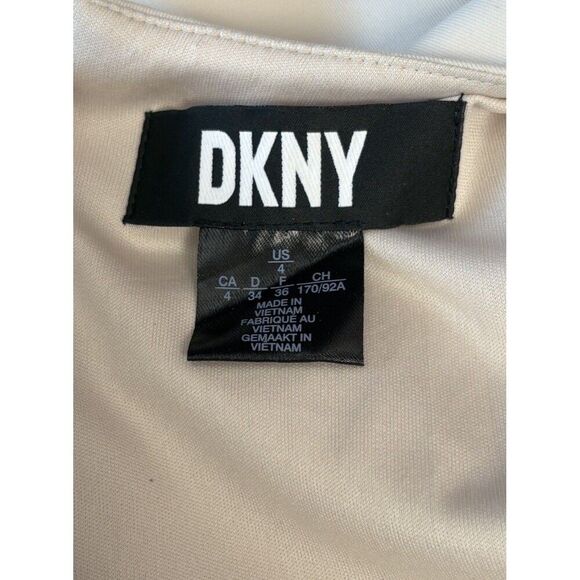 DKNY
US
4
CA D F CH
4 34 36 170/92A
MADE IN
VIETNAM
FABRIQUÉ AU
VIETNAM
GEMAAKT IN
VIETNAM